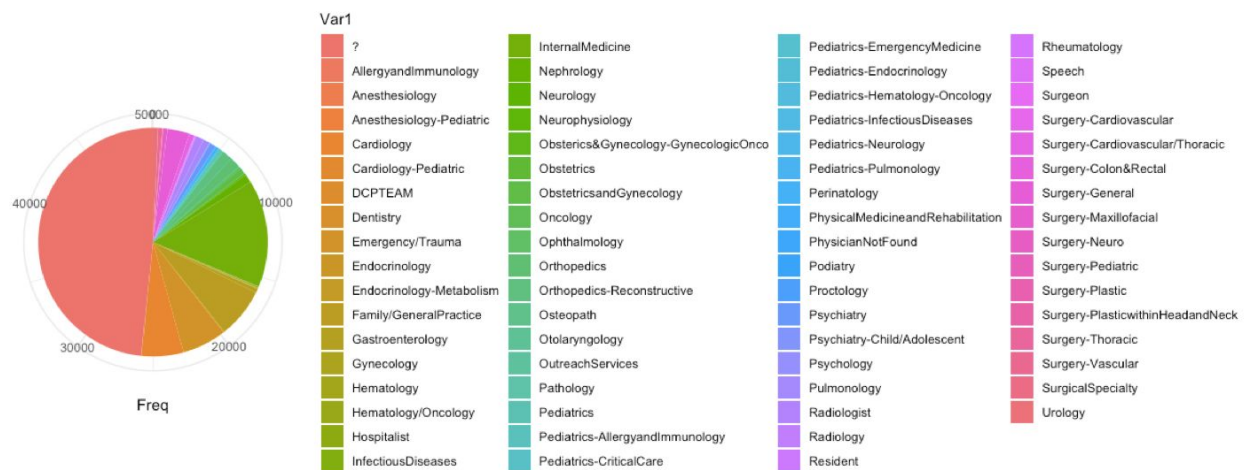 Var1
?
AllergyandImmunology
Anesthesiology
Anesthesiology-Pediatric
Cardiology
Cardiology-Pediatric
DCPTEAM
Dentistry
Emergency/Trauma
Endocrinology
Endocrinology-Metabolism
Family/GeneralPractice
Gastroenterology
Gynecology
Hematology
Hematology/Oncology
Hospitalist
InfectiousDiseases
InternalMedicine
Nephrology
Neurology
Neurophysiology
Obsterics&Gynecology-GynecologicOnco
Obstetrics
ObstetricsandGynecology
Oncology
Ophthalmology
Orthopedics
Orthopedics-Reconstructive
Osteopath
Otolaryngology
OutreachServices
Pathology
Pediatrics
Pediatrics-AllergyandImmunology
Pediatrics-CriticalCare
Pediatrics-EmergencyMedicine
Pediatrics-Endocrinology
Pediatrics-Hematology-Oncology
Pediatrics-InfectiousDiseases
Pediatrics-Neurology
Pediatrics-Pulmonology
Perinatology
PhysicalMedicineandRehabilitation
PhysicianNotFound
Podiatry
Proctology
Psychiatry
Psychiatry-Child/Adolescent
Psychology
Pulmonology
Radiologist
Radiology
Resident
Rheumatology
Speech
Surgeon
Surgery-Cardiovascular
Surgery-Cardiovascular/Thoracic
Surgery-Colon&Rectal
Surgery-General
Surgery-Maxillofacial
Surgery-Neuro
Surgery-Pediatric
Surgery-Plastic
Surgery-PlasticwithinHeadandNeck
Surgery-Thoracic
Surgery-Vascular
SurgicalSpecialty
Urology
10000
20000
30000
40000
Freq